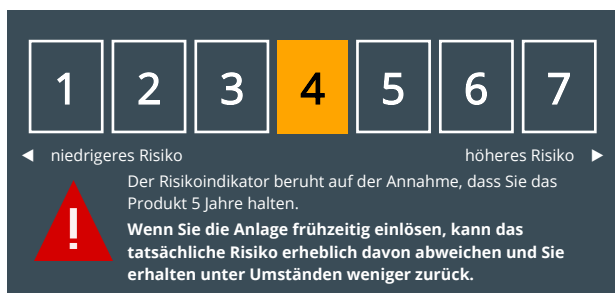 1 2 3 4 5 6 7
niedrigeres Risiko höheres Risiko
Der Risikoindikator beruht auf der Annahme, dass Sie das
Produkt 5 Jahre halten.
Wenn Sie die Anlage frühzeitig einlösen, kann das
tatsächliche Risiko erheblich davon abweichen und Sie
erhalten unter Umständen weniger zurück.